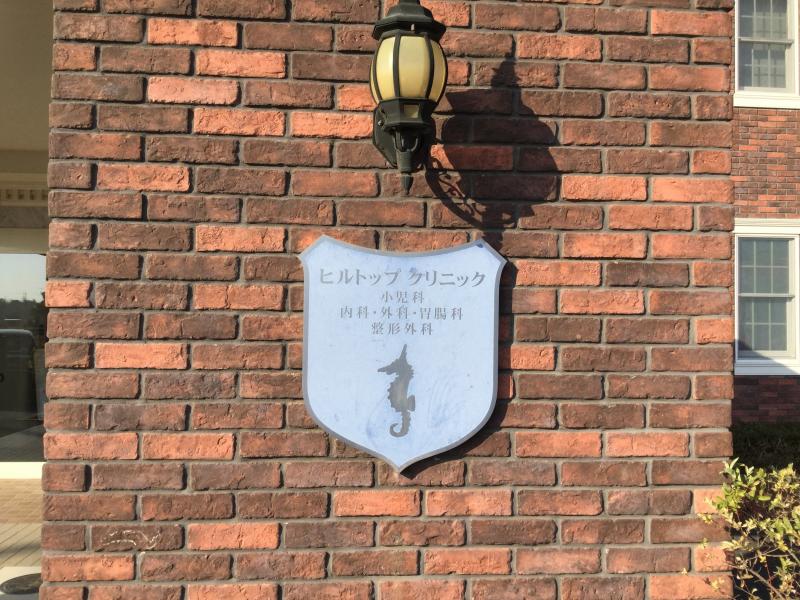 ヒルトップ クリニック
小児科
内科・外科・胃腸科
整形外科